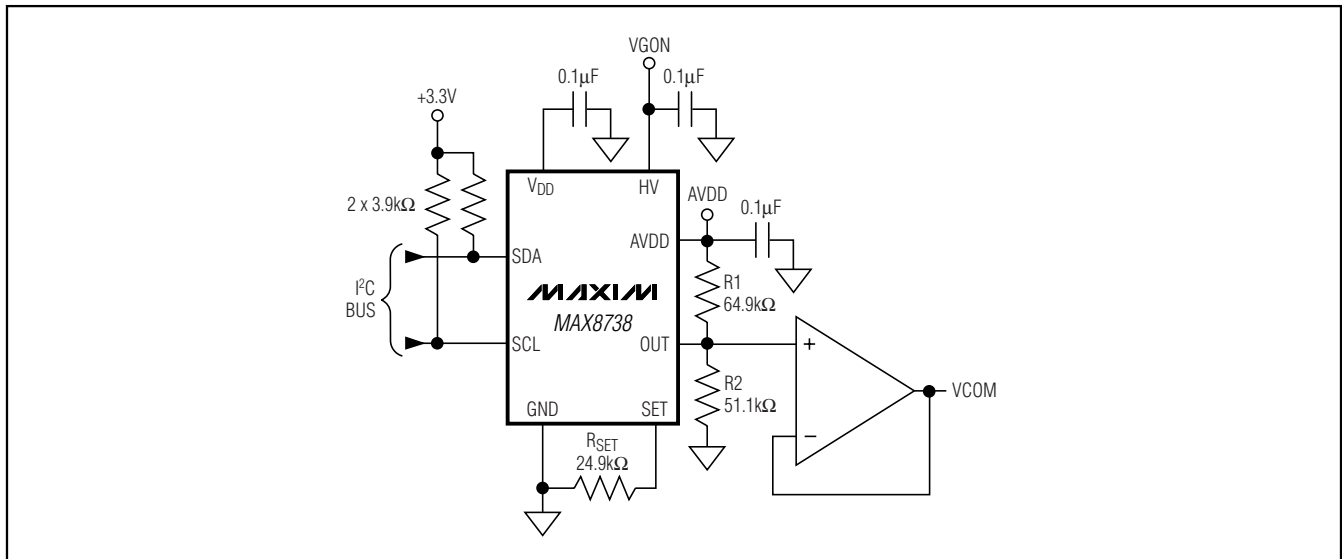 VGON
0.1µF
0.1µF
+3.3V
VDD
HV
2 x 3.9kΩ
AVDD
0.1µF
AVDD
SDA
R1
64.9kΩ
I²C
BUS
MAXIM
MAX8738
SCL
OUT
+
R2
51.1kΩ
VCOM
GND
SET
−
RSET
24.9kΩ